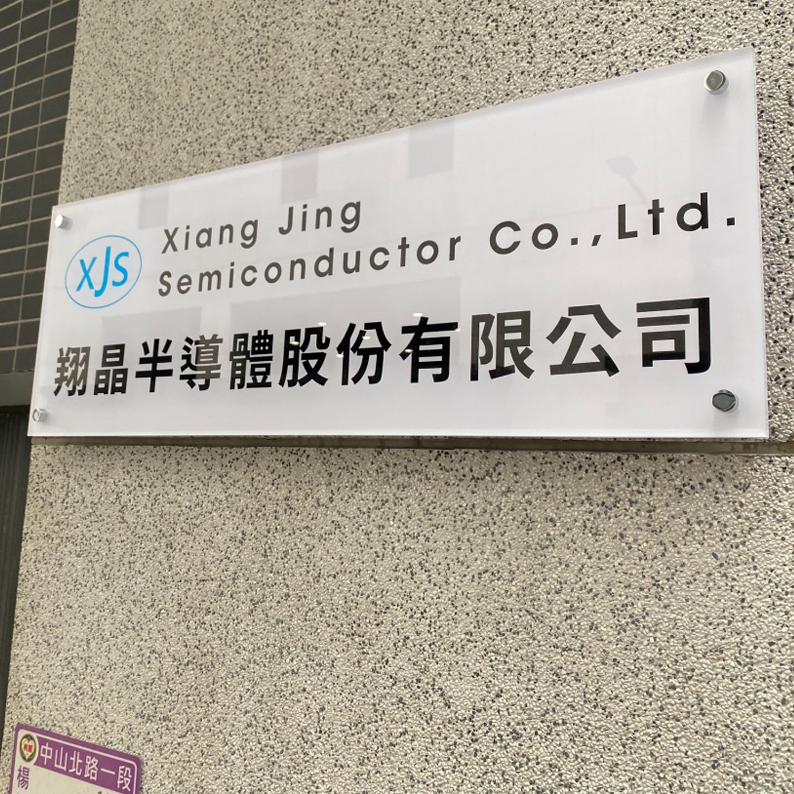 XJS
Xiang Jing
Semiconductor Co.,Ltd.
翔晶半導體股份有限公司
中山北路一段
楊